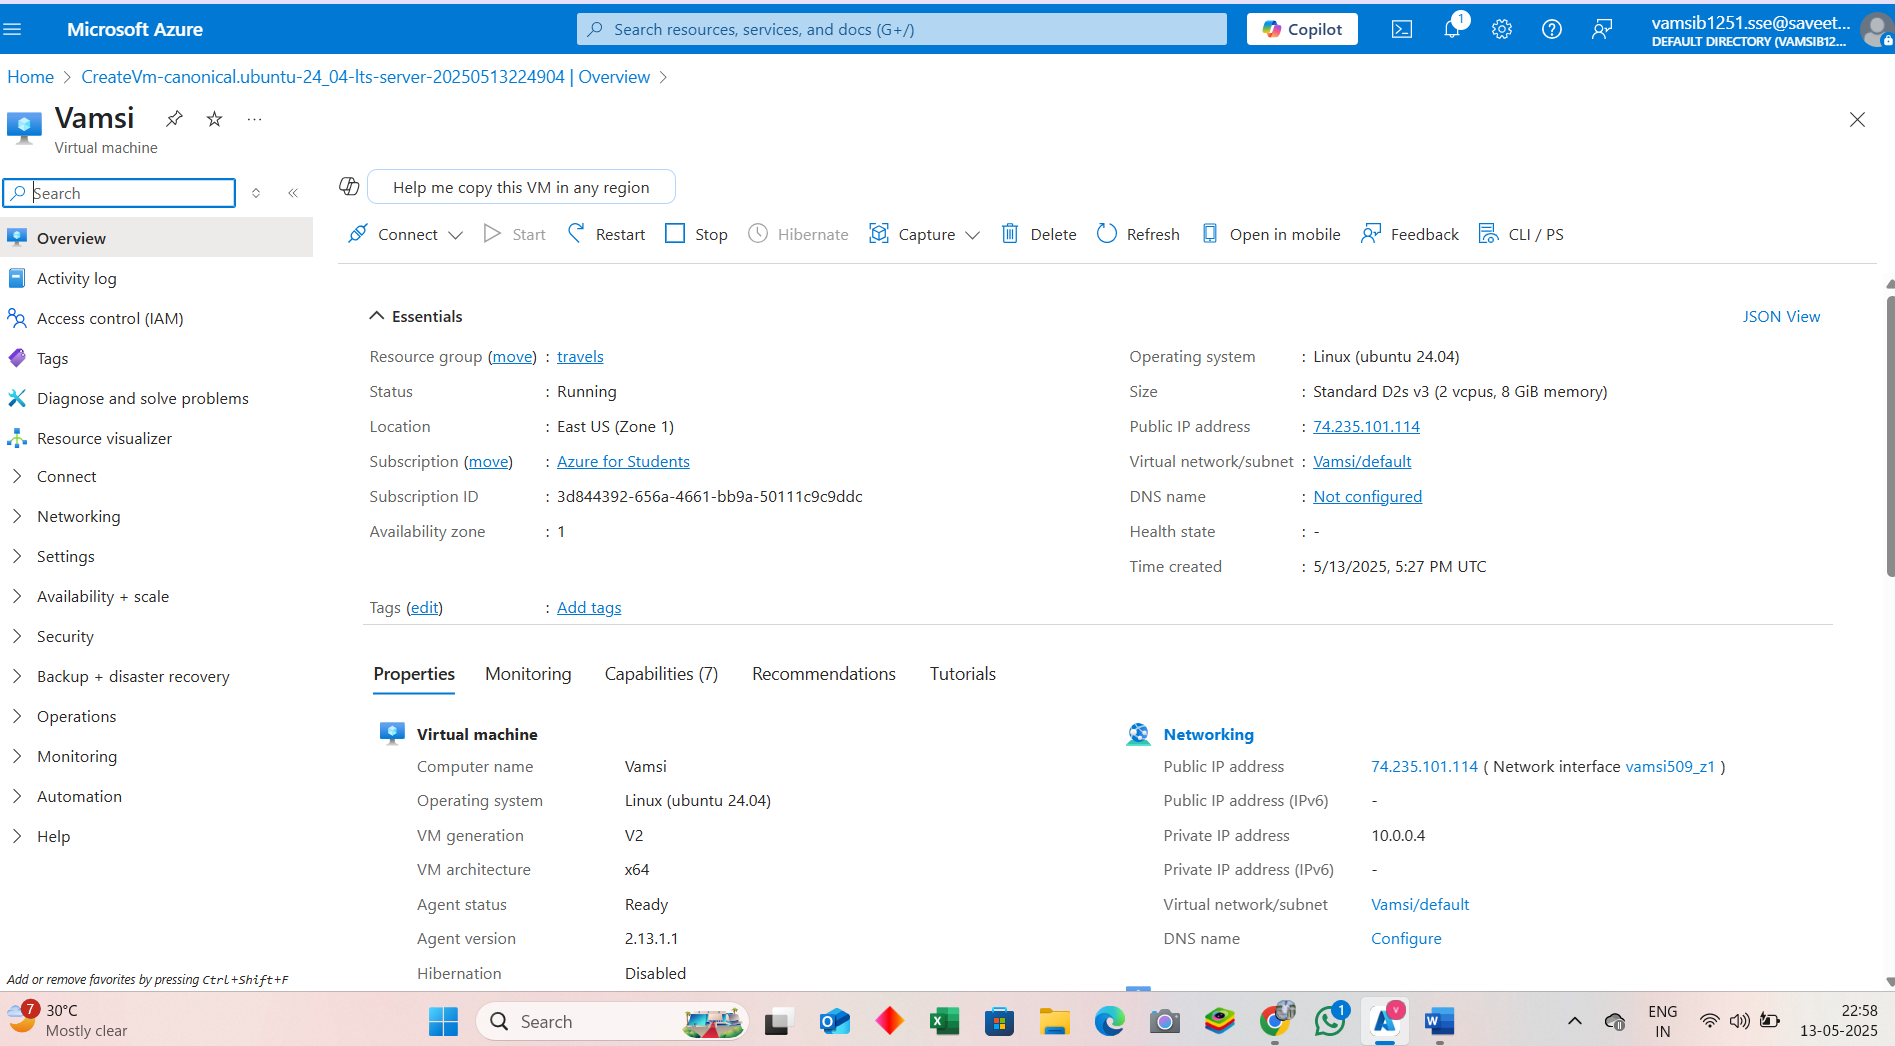 Microsoft Azure
Search resources, services, and docs (G+/)
Copilot
1
vamsib1251.sse@saveet...
DEFAULT DIRECTORY (VAMSIB12...
Home > CreateVm-canonical.ubuntu-24_04-lts-server-20250513224904 | Overview >
Vamsi
...
Virtual machine
Search
Help me copy this VM in any region
Connect Start Restart Stop Hibernate Capture Delete Refresh Open in mobile Feedback CLI / PS
Overview
Activity log
Access control (IAM)
Tags
Diagnose and solve problems
Resource visualizer
Connect
Networking
Settings
Availability + scale
Security
Backup + disaster recovery
Operations
Monitoring
Automation
Help
Add or remove favorites by pressing Ctrl+Shift+F
Essentials
JSON View
Resource group (move) : travels
Status : Running
Location : East US (Zone 1)
Subscription (move) : Azure for Students
Subscription ID : 3d844392-656a-4661-bb9a-50111c9c9ddc
Availability zone : 1
Operating system : Linux (ubuntu 24.04)
Size : Standard D2s v3 (2 vcpus, 8 GiB memory)
Public IP address : 74.235.101.114
Virtual network/subnet : Vamsi/default
DNS name : Not configured
Health state : -
Time created : 5/13/2025, 5:27 PM UTC
Tags (edit) : Add tags
Properties Monitoring Capabilities (7) Recommendations Tutorials
Virtual machine
Computer name Vamsi
Operating system Linux (ubuntu 24.04)
VM generation V2
VM architecture x64
Agent status Ready
Agent version 2.13.1.1
Hibernation Disabled
Networking
Public IP address 74.235.101.114 ( Network interface vamsi509_z1 )
Public IP address (IPv6) -
Private IP address 10.0.0.4
Private IP address (IPv6) -
Virtual network/subnet Vamsi/default
DNS name Configure
7
30°C
Mostly clear
Search
1
v
ENG
IN
22:58
13-05-2025